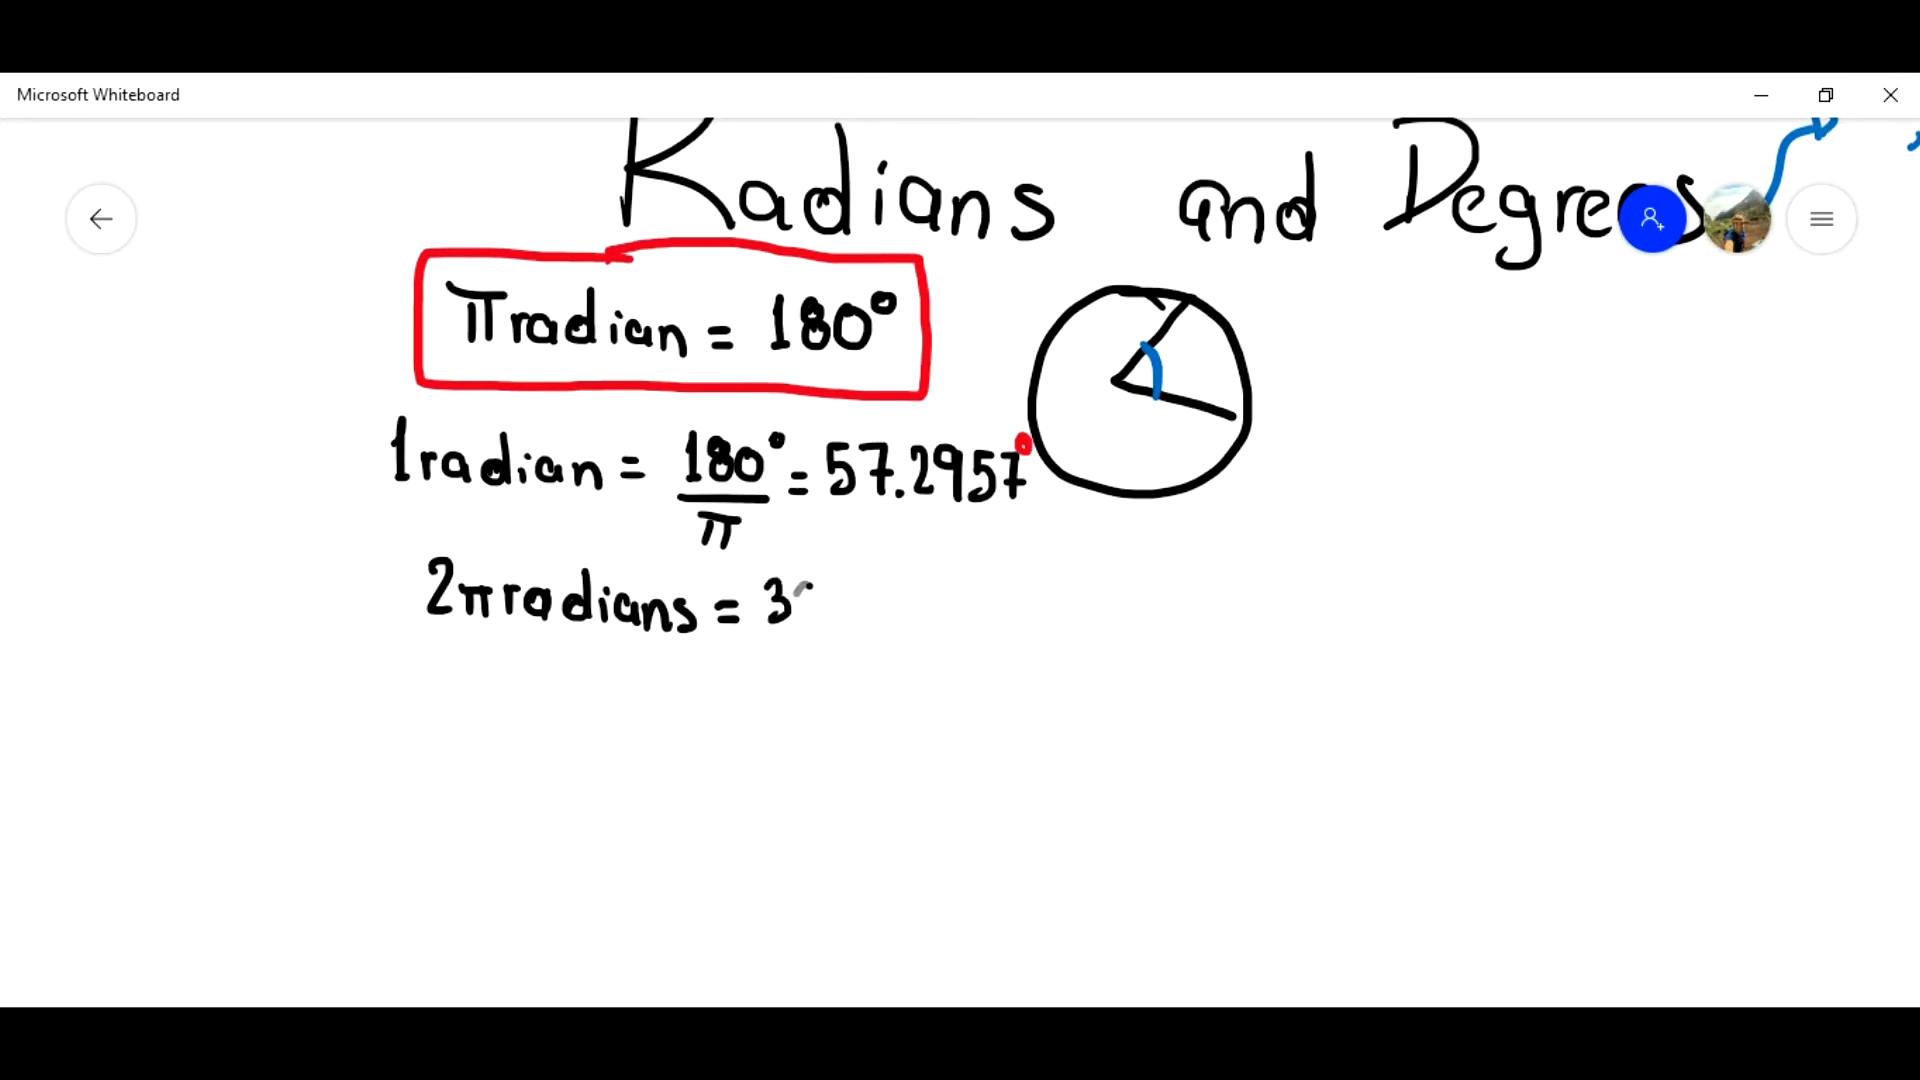 Microsoft Whiteboard
Radians and Degrees
π radian = 180°
1 radian = 180°/π = 57.2957°
2π radians = 3